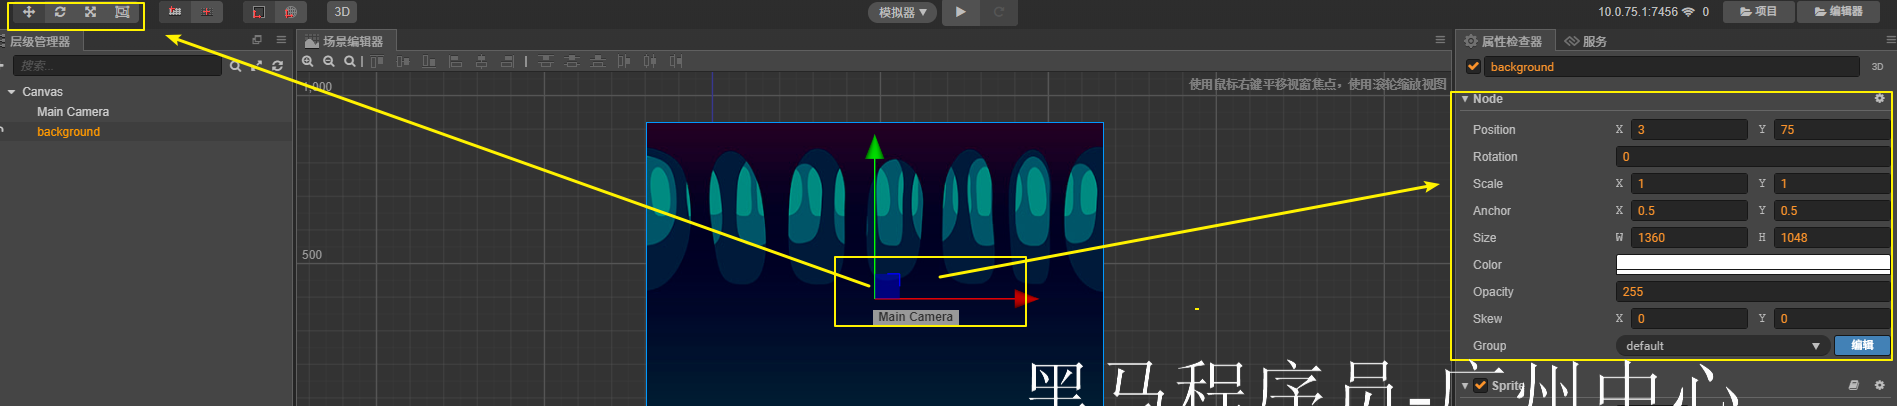 3D
模拟器
10.0.75.1:7456
0
项目
编辑器
层级管理器
场景编辑器
属性检查器
服务
搜索...
background
3D
Canvas
Main Camera
background
1,000
500
使用鼠标右键平移视窗焦点，使用滚轮缩放视图
Main Camera
Node
Position X 3 Y 75
Rotation 0
Scale X 1 Y 1
Anchor X 0.5 Y 0.5
Size W 1360 H 1048
Color
Opacity 255
Skew X 0 Y 0
Group default 编辑
Sprite
黑马程序员-广州中心